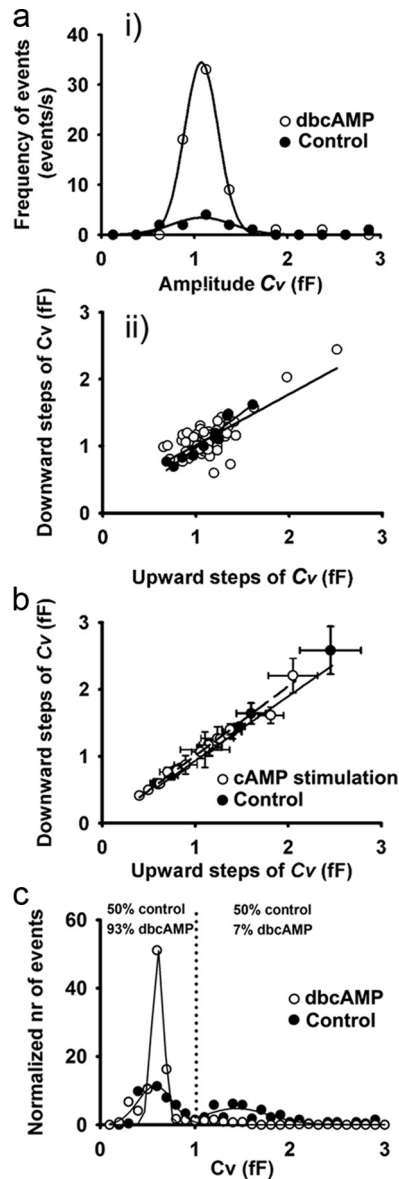 a
i)
Frequency of events
(events/s)
40
30
20
10
0
dbcAMP
Control
0
1
2
3
Amplitude Cv (fF)
ii)
Downward steps of Cv (fF)
3
2
1
0
0
1
2
3
Upward steps of Cv (fF)
b
Downward steps of Cv (fF)
3
2
1
0
cAMP stimulation
Control
0
1
2
3
Upward steps of Cv (fF)
c
Normalized nr of events
60
40
20
0
50% control
93% dbcAMP
50% control
7% dbcAMP
dbcAMP
Control
0
1
2
3
Cv (fF)